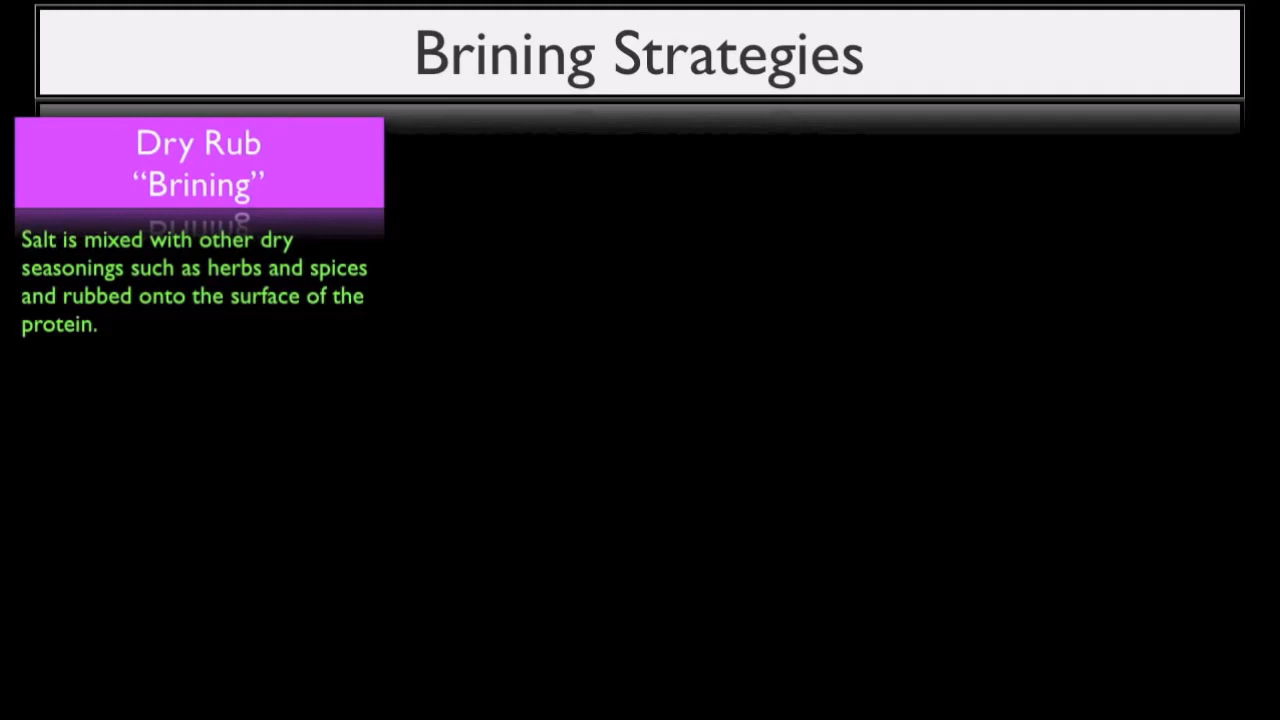 Brining Strategies
Dry Rub
“Brining”
Salt is mixed with other dry
seasonings such as herbs and spices
and rubbed onto the surface of the
protein.